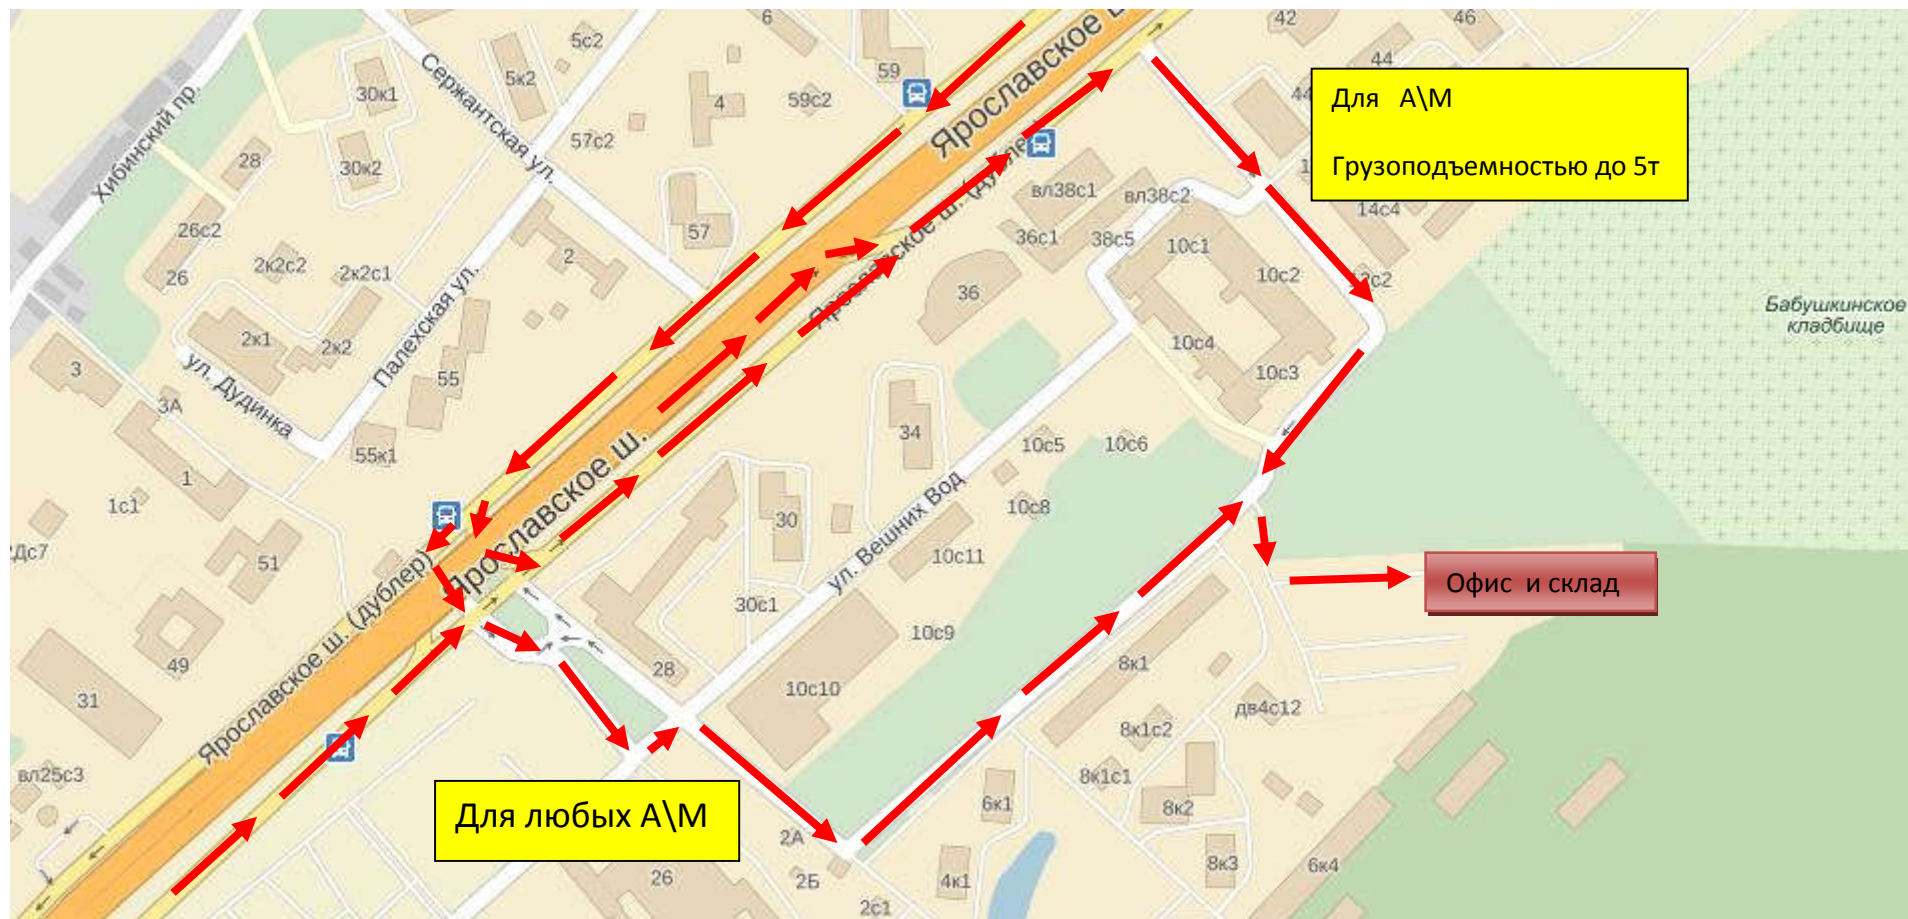 6
42
46
5с2
59
44
Ярославское
Для А\М
Грузоподъемностью до 5т
Сержантская ул.
5к2
30к1
4
59с2
44
Хибинский пр.
57с2
28
30к2
вл38с1
вл38с2
14с4
26с2
57
36с1
38с5
10с1
2
2к2с2
2к2с1
26
10с2
12с2
36
Ярославское ш. (дублер)
Бабушкинское
кладбище
Палехская ул.
2к1
2к2
10с4
3
ул. Дудинка
55
10с3
3А
34
10с5
10с6
55к1
Ярославское ш.
1
1с1
30
ул. Вешних Вод
10с8
2Дс7
51
10с11
Офис и склад
Ярославское ш. (дублер)
30с1
10с9
49
28
8к1
31
10с10
дв4с12
8к1с2
вл25с3
8к1с1
Для любых А\М
6к1
8к2
2А
26
2Б
4к1
8к3
6к4
2с1